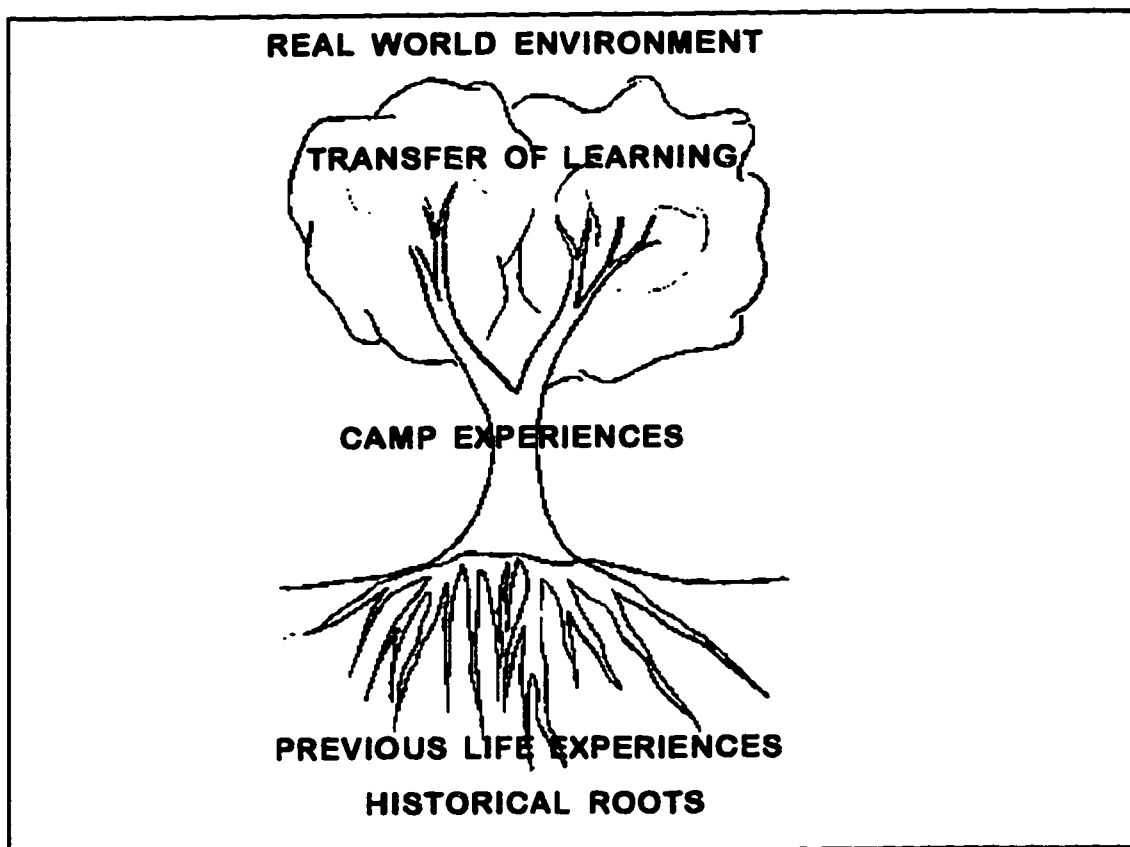 REAL WORLD ENVIRONMENT
TRANSFER OF LEARNING
CAMP EXPERIENCES
PREVIOUS LIFE EXPERIENCES
HISTORICAL ROOTS